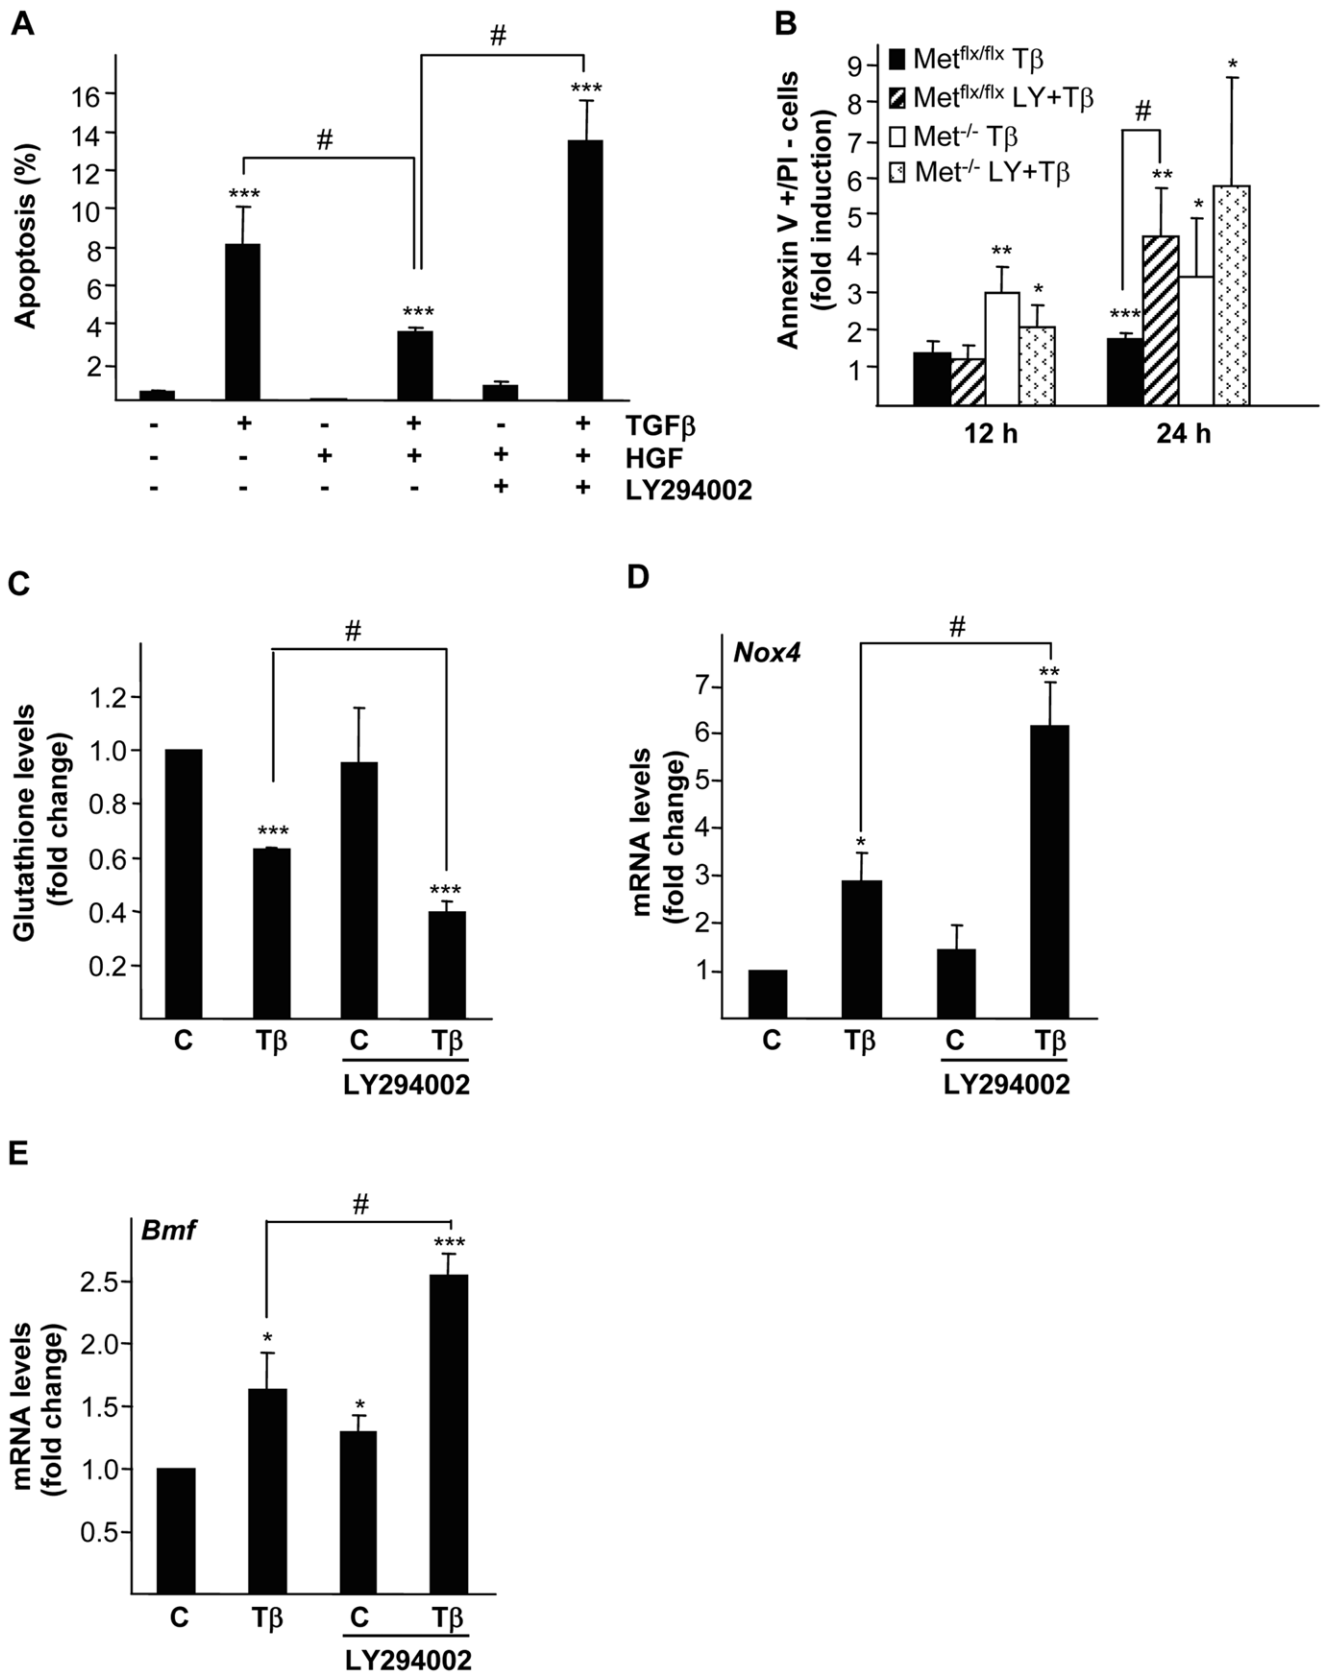 A
#
#
Apoptosis (%)
16
14
12
10
8
6
4
2
***
***
***
- + - + - + TGFβ
- - + + + + HGF
- - - - + + LY294002
B
Annexin V +/PI - cells
(fold induction)
9
8
7
6
5
4
3
2
1
Met flx/flx Tβ
Met flx/flx LY+Tβ
Met -/- Tβ
Met -/- LY+Tβ
**
*
***
#
**
*
*
12 h 24 h
C
#
Glutathione levels
(fold change)
1.2
1.0
0.8
0.6
0.4
0.2
***
***
C Tβ C Tβ
LY294002
D
Nox4
#
mRNA levels
(fold change)
7
6
5
4
3
2
1
*
**
C Tβ C Tβ
LY294002
E
Bmf
#
mRNA levels
(fold change)
2.5
2.0
1.5
1.0
0.5
*
*
***
C Tβ C Tβ
LY294002